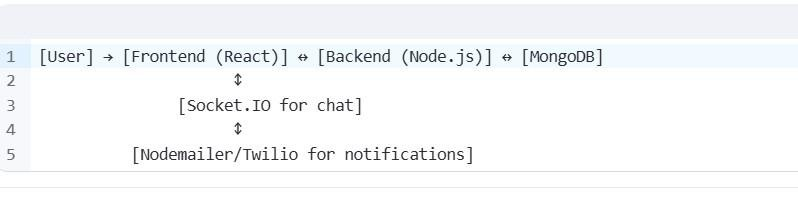 1 [User] → [Frontend (React)] ↔ [Backend (Node.js)] ↔ [MongoDB]
2 ↕
3 [Socket.IO for chat]
4 ↕
5 [Nodemailer/Twilio for notifications]